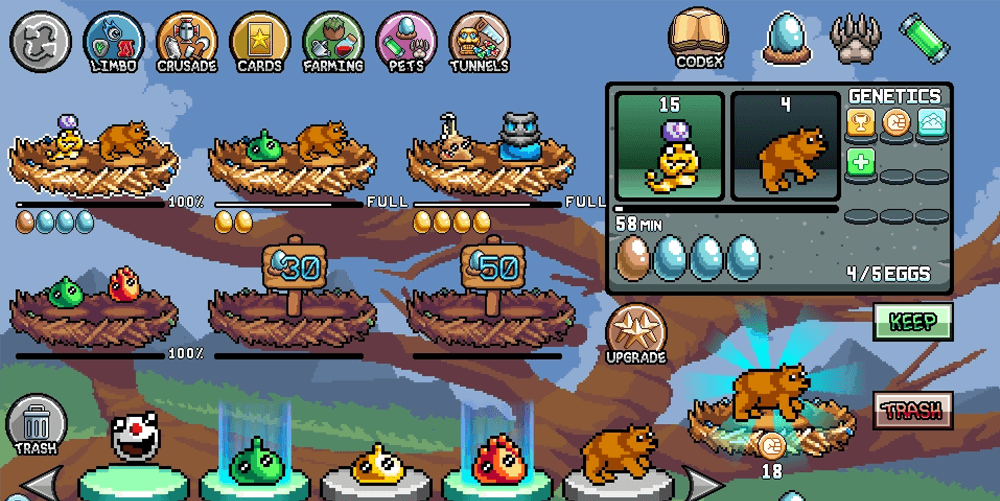 LIMBO
CRUSADE
CARDS
FARMING
PETS
TUNNELS
CODEX
15
4
GENETICS
100%
FULL
FULL
58 MIN
4/5 EGGS
30
50
100%
UPGRADE
KEEP
TRASH
TRASH
18